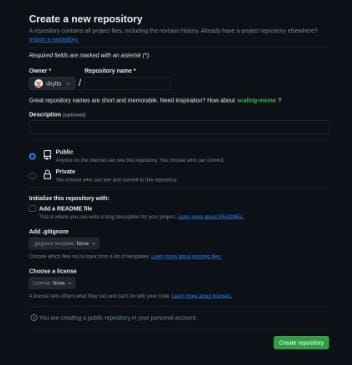 Create a new repository
A repository contains all project files, including the revision history. Already have a project repository elsewhere?
Import a repository.
Required fields are marked with an asterisk (*).
Owner * Repository name *
/
Great repository names are short and memorable. Need inspiration? How about scaling-meme ?
Description (optional)
Public
Anyone on the internet can see this repository. You choose who can commit.
Private
You choose who can see and commit to this repository.
Initialize this repository with:
Add a README file
This is where you can write a long description for your project. Learn more about READMEs.
Add .gitignore
.gitignore template: None
Choose which files not to track from a list of templates. Learn more about ignoring files.
Choose a license
License: None
A license tells others what they can and can't do with your code. Learn more about licenses.
You are creating a public repository in your personal account.
Create repository